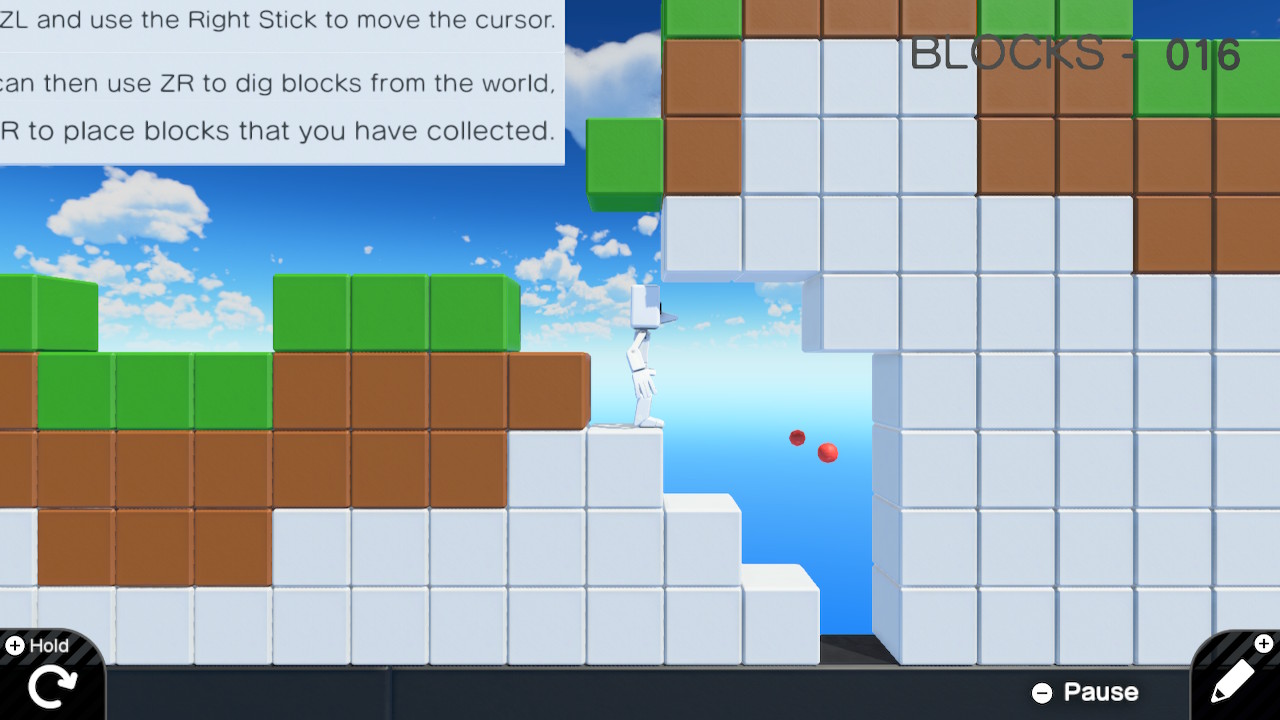 ZL and use the Right Stick to move the cursor.
can then use ZR to dig blocks from the world,
R to place blocks that you have collected.
BLOCKS - 016
Hold
Pause